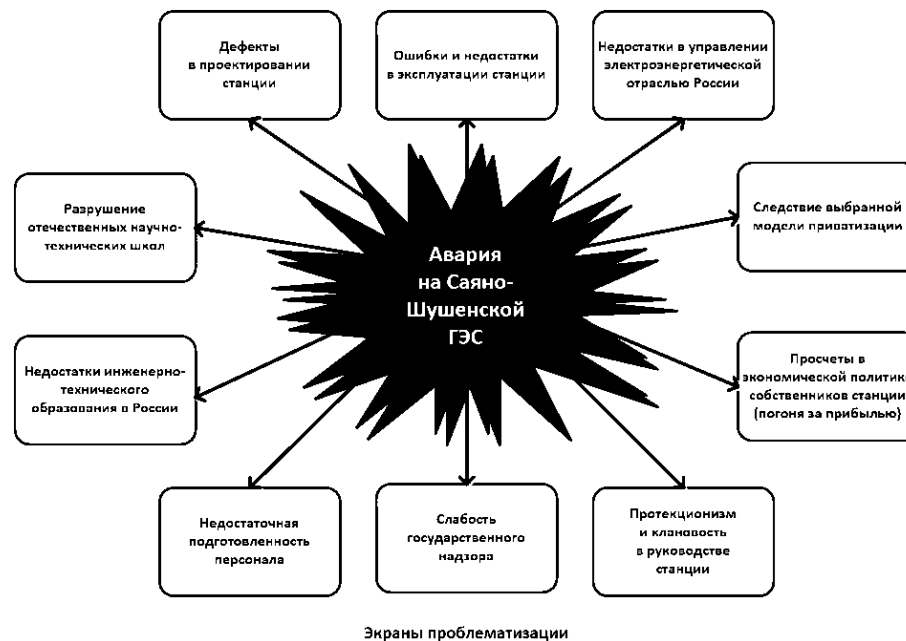 Дефекты
в проектировании
станции
Ошибки и недостатки
в эксплуатации станции
Недостатки в управлении
электроэнергетической
отраслью России
Разрушение
отечественных научно-
технических школ
Следствие выбранной
модели приватизации
Авария
на Саяно-
Шушенской
ГЭС
Недостатки инженерно-
технического
образования в России
Просчеты в
экономической политике
собственников станции
(погоня за прибылью)
Недостаточная
подготовленность
персонала
Слабость
государственного
надзора
Протекционизм
и клановость
в руководстве
станции
Экраны проблематизации